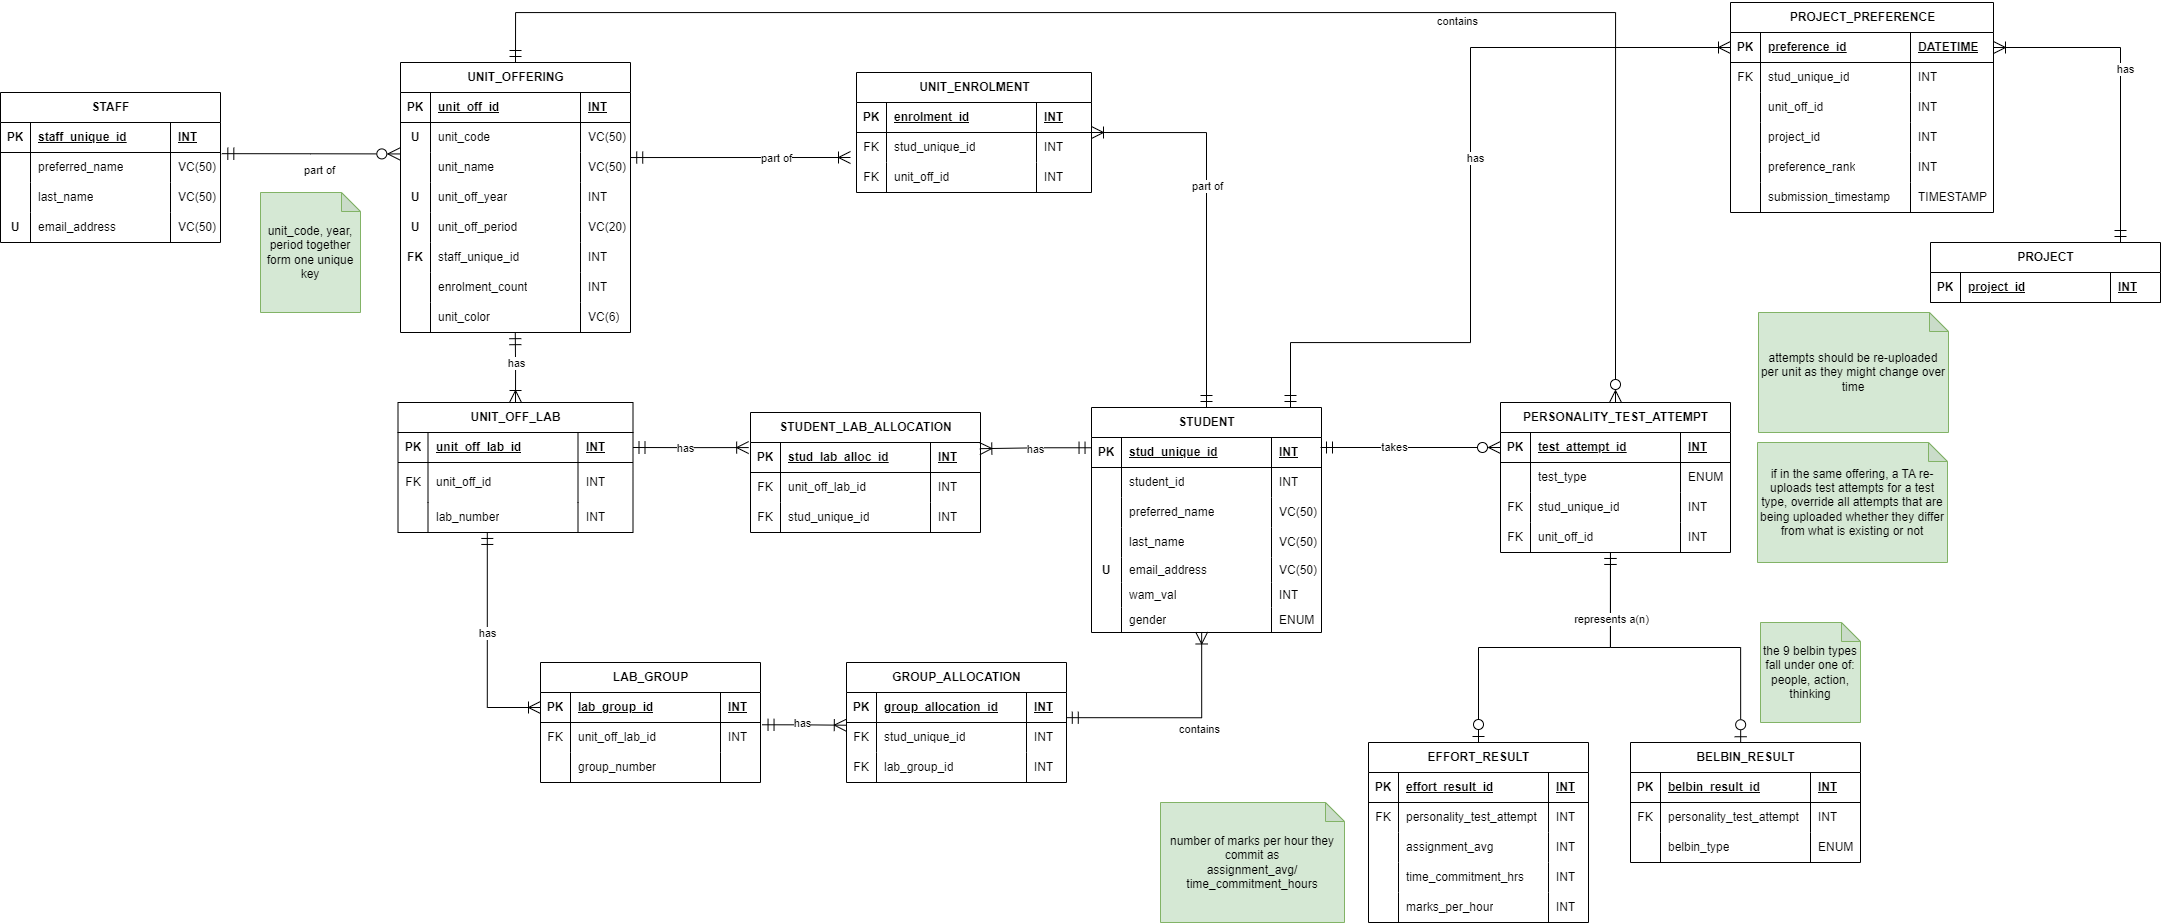 contains
PROJECT_PREFERENCE
PK preference_id DATETIME
FK stud_unique_id INT
unit_off_id INT
project_id INT
preference_rank INT
submission_timestamp TIMESTAMP
has
PROJECT
PK project_id INT
UNIT_OFFERING
PK unit_off_id INT
U unit_code VC(50)
unit_name VC(50)
U unit_off_year INT
U unit_off_period VC(20)
FK staff_unique_id INT
enrolment_count INT
unit_color VC(6)
STAFF
PK staff_unique_id INT
preferred_name VC(50)
last_name VC(50)
U email_address VC(50)
part of
unit_code, year,
period together
form one unique
key
UNIT_ENROLMENT
PK enrolment_id INT
FK stud_unique_id INT
FK unit_off_id INT
part of
part of
has
has
UNIT_OFF_LAB
PK unit_off_lab_id INT
FK unit_off_id INT
lab_number INT
has
STUDENT_LAB_ALLOCATION
PK stud_lab_alloc_id INT
FK unit_off_lab_id INT
FK stud_unique_id INT
has
STUDENT
PK stud_unique_id INT
student_id INT
preferred_name VC(50)
last_name VC(50)
U email_address VC(50)
wam_val INT
gender ENUM
takes
PERSONALITY_TEST_ATTEMPT
PK test_attempt_id INT
test_type ENUM
FK stud_unique_id INT
FK unit_off_id INT
attempts should be re-uploaded
per unit as they might change over
time
if in the same offering, a TA re-
uploads test attempts for a test
type, override all attempts that are
being uploaded whether they differ
from what is existing or not
represents a(n)
the 9 belbin types
fall under one of:
people, action,
thinking
has
LAB_GROUP
PK lab_group_id INT
FK unit_off_lab_id INT
group_number
has
GROUP_ALLOCATION
PK group_allocation_id INT
FK stud_unique_id INT
FK lab_group_id INT
contains
number of marks per hour they
commit as
assignment_avg/
time_commitment_hours
EFFORT_RESULT
PK effort_result_id INT
FK personality_test_attempt INT
assignment_avg INT
time_commitment_hrs INT
marks_per_hour INT
BELBIN_RESULT
PK belbin_result_id INT
FK personality_test_attempt INT
belbin_type ENUM